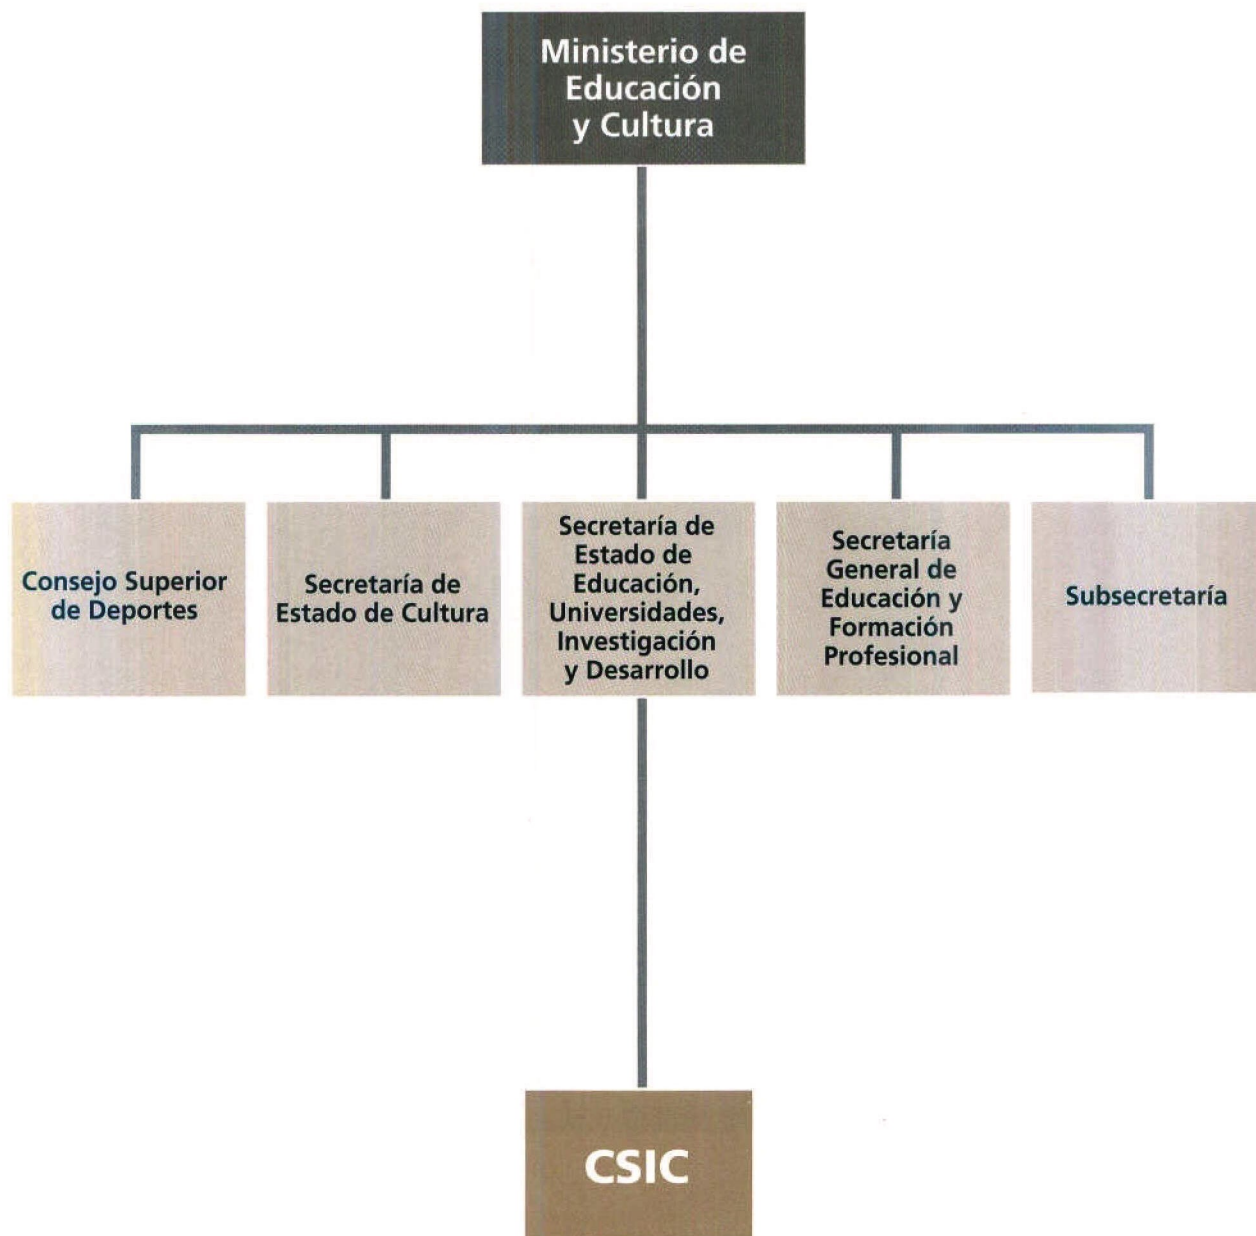 Ministerio de
Educación
y Cultura
Consejo Superior
de Deportes
Secretaría de
Estado de Cultura
Secretaría de
Estado de
Educación,
Universidades,
Investigación
y Desarrollo
Secretaría
General de
Educación y
Formación
Profesional
Subsecretaría
CSIC